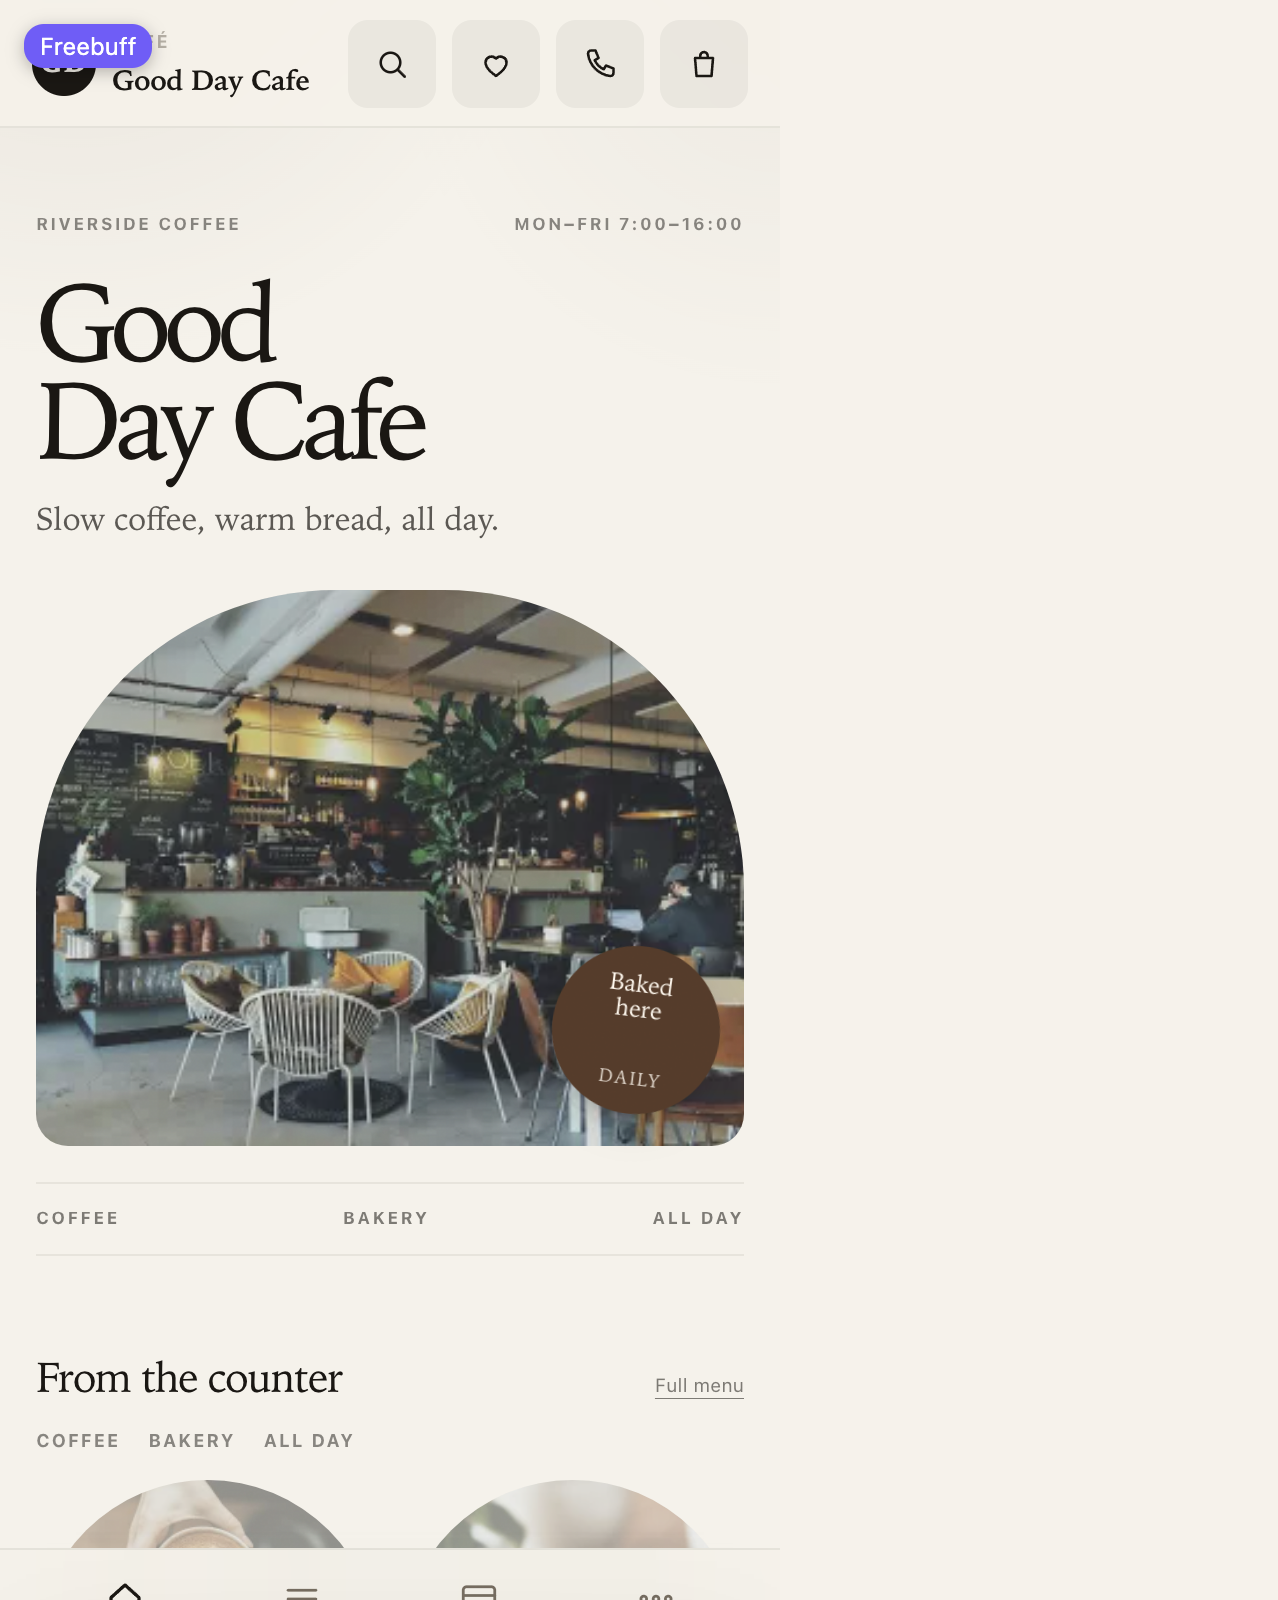 Freebuff
Good Day Cafe
RIVERSIDE COFFEE
MON–FRI 7:00–16:00
Good
Day Cafe
Slow coffee, warm bread, all day.
BROEI
Baked
here
DAILY
COFFEE
BAKERY
ALL DAY
From the counter
Full menu
COFFEE
BAKERY
ALL DAY